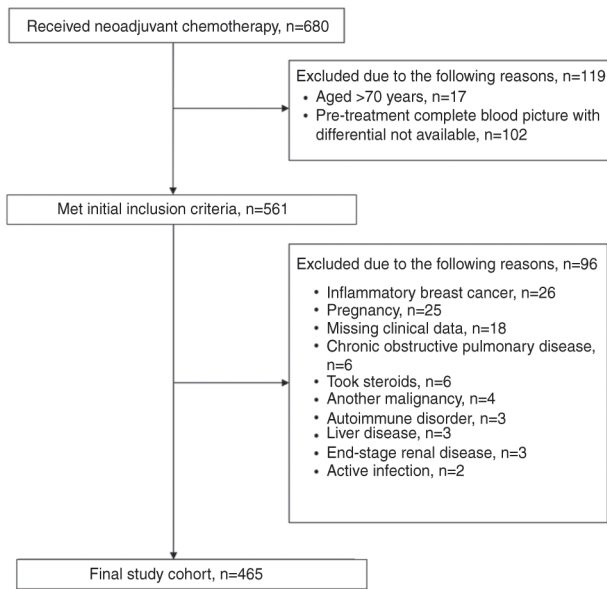 Received neoadjuvant chemotherapy, n=680
Excluded due to the following reasons, n=119
• Aged >70 years, n=17
• Pre-treatment complete blood picture with
differential not available, n=102
Met initial inclusion criteria, n=561
Excluded due to the following reasons, n=96
• Inflammatory breast cancer, n=26
• Pregnancy, n=25
• Missing clinical data, n=18
• Chronic obstructive pulmonary disease,
n=6
• Took steroids, n=6
• Another malignancy, n=4
• Autoimmune disorder, n=3
• Liver disease, n=3
• End-stage renal disease, n=3
• Active infection, n=2
Final study cohort, n=465